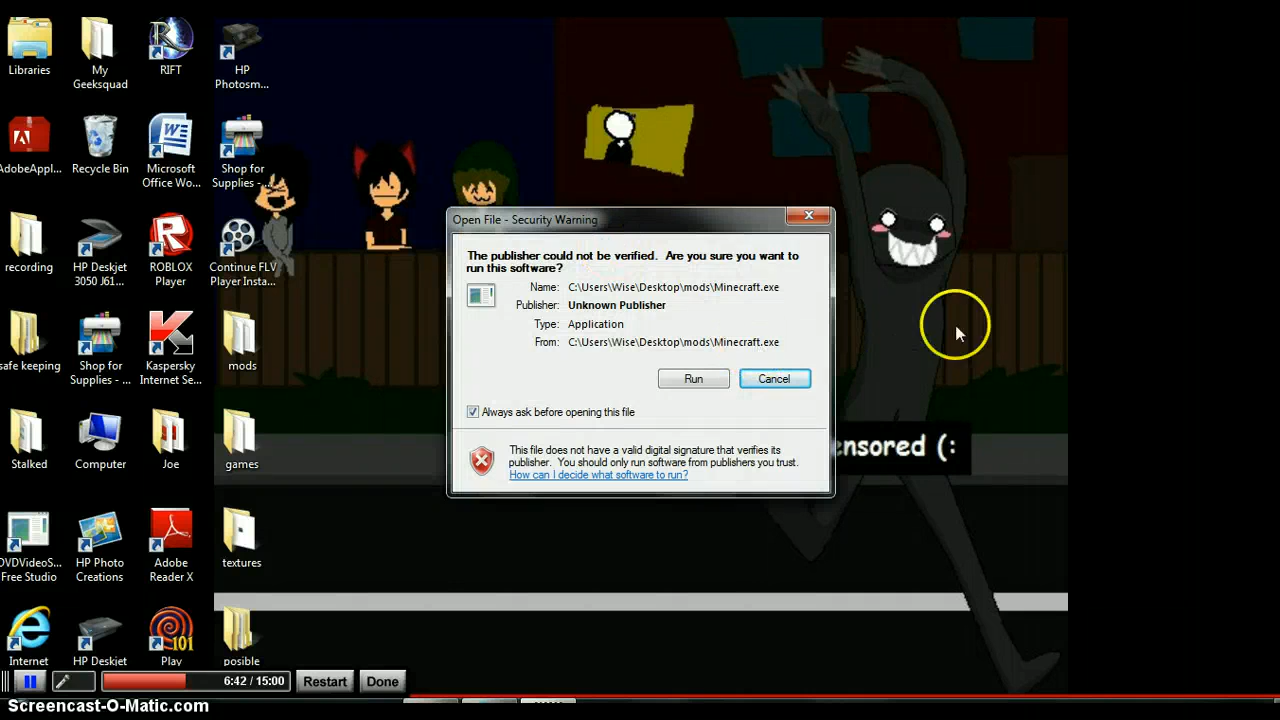 Libraries
My
Geeksquad
RIFT
HP
Photosm...
AdobeAppl...
Recycle Bin
Microsoft
Office Wo...
Shop for
Supplies - ...
recording
HP Deskjet
3050 J61...
ROBLOX
Player
Continue FLV
Player Insta...
safe keeping
Shop for
Supplies - ...
Kaspersky
Internet Se...
mods
Stalked
Computer
Joe
games
DVDVideoS...
Free Studio
HP Photo
Creations
Adobe
Reader X
textures
Internet
HP Deskjet
101
Play
posible
Open File - Security Warning
The publisher could not be verified. Are you sure you want to
run this software?
Name: C:\Users\Wise\Desktop\mods\Minecraft.exe
Publisher: Unknown Publisher
Type: Application
From: C:\Users\Wise\Desktop\mods\Minecraft.exe
Run
Cancel
Always ask before opening this file
This file does not have a valid digital signature that verifies its
publisher. You should only run software from publishers you trust.
How can I decide what software to run?
ensored (:
6:42 / 15:00
Restart
Done
Screencast-O-Matic.com